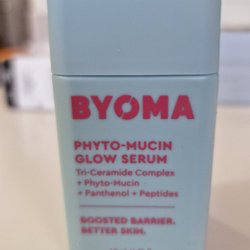 BYOMA
PHYTO-MUCIN
GLOW SERUM
Tri-Ceramide Complex
+ Phyto-Mucin
+ Panthenol + Peptides
BOOSTED BARRIER.
BETTER SKIN.